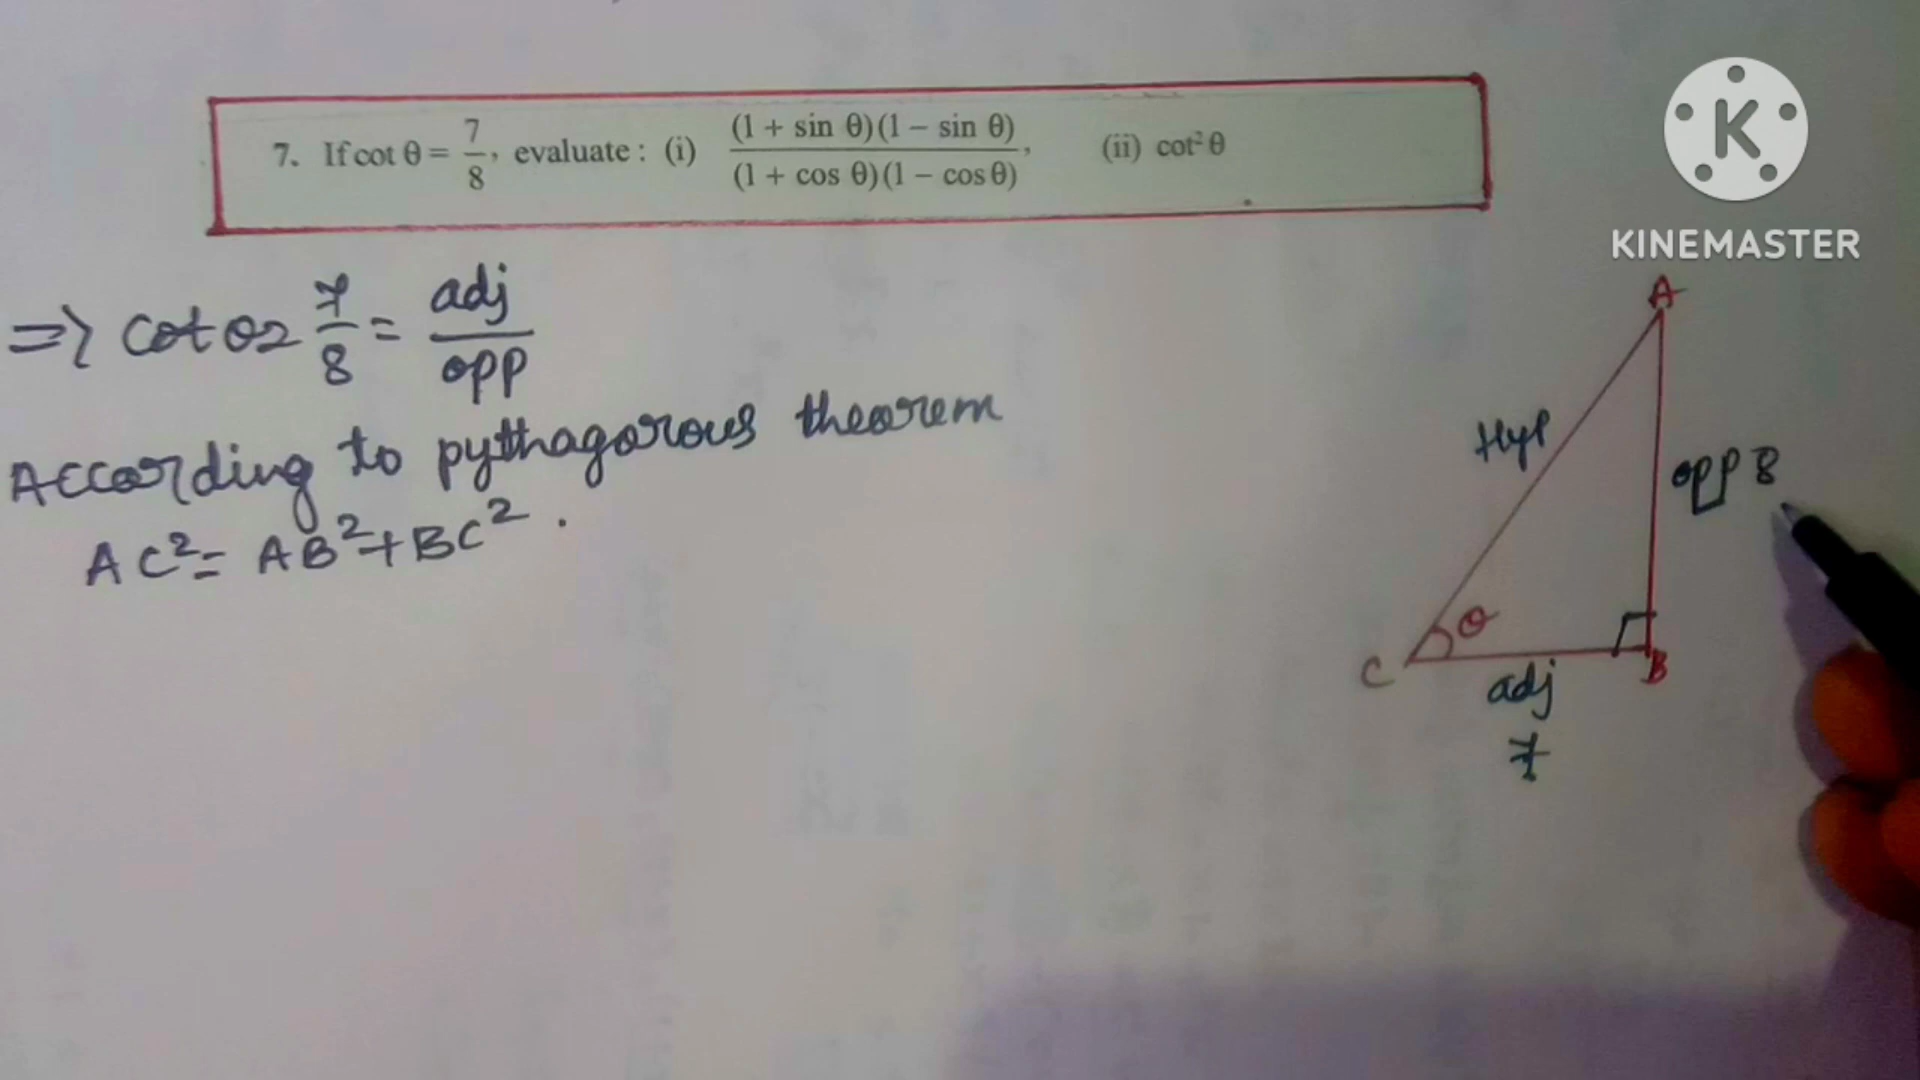 7. If cot θ = 7/8, evaluate : (i) (1 + sin θ)(1 − sin θ)/(1 + cos θ)(1 − cos θ), (ii) cot² θ
K
KINEMASTER
=> cot θ = 7/8 = adj/opp
According to pythagorous theorem
AC² = AB² + BC² .
A
Hyp
opp 8
θ
C
adj
B
7